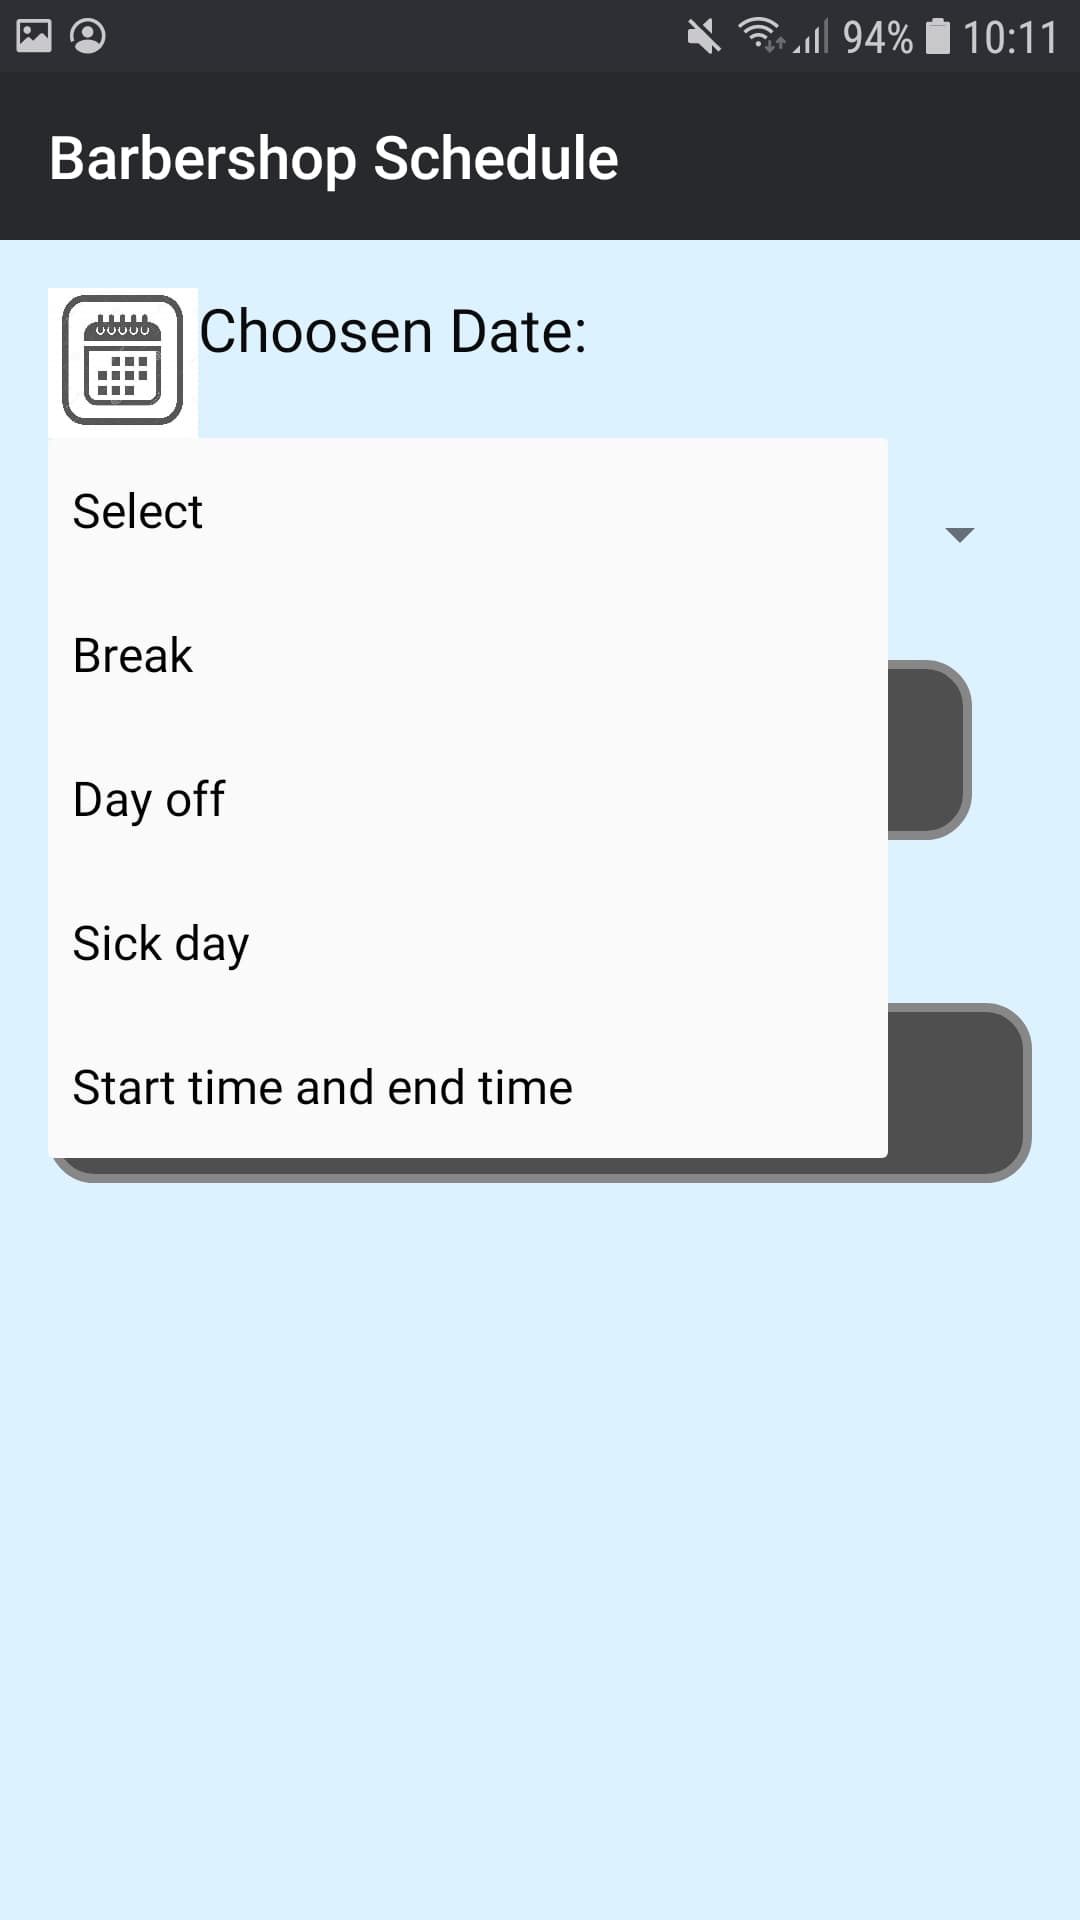 94% 10:11
Barbershop Schedule
Choosen Date:
Select
Break
Day off
Sick day
Start time and end time